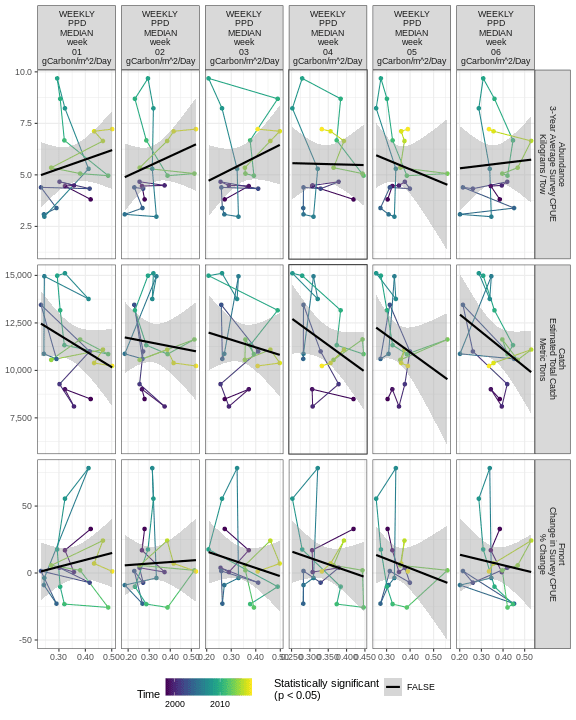 WEEKLY PPD MEDIAN week 01 gCarbon/m^2/Day
WEEKLY PPD MEDIAN week 02 gCarbon/m^2/Day
WEEKLY PPD MEDIAN week 03 gCarbon/m^2/Day
WEEKLY PPD MEDIAN week 04 gCarbon/m^2/Day
WEEKLY PPD MEDIAN week 05 gCarbon/m^2/Day
WEEKLY PPD MEDIAN week 06 gCarbon/m^2/Day
10.0
7.5
5.0
2.5
Abundance
3-Year Average Survey CPUE
Kilograms / Tow
15,000
12,500
10,000
7,500
Catch
Estimated Total Catch
Metric Tons
50
0
-50
Fmort
Change in Survey CPUE
% Change
0.30 0.40 0.50
0.20 0.30 0.40 0.50
0.20 0.30 0.40 0.50
0.250 0.300 0.350 0.400 0.450
0.30 0.40 0.50
0.20 0.30 0.40 0.50
Time
2000 2010
Statistically significant
(p < 0.05)
FALSE